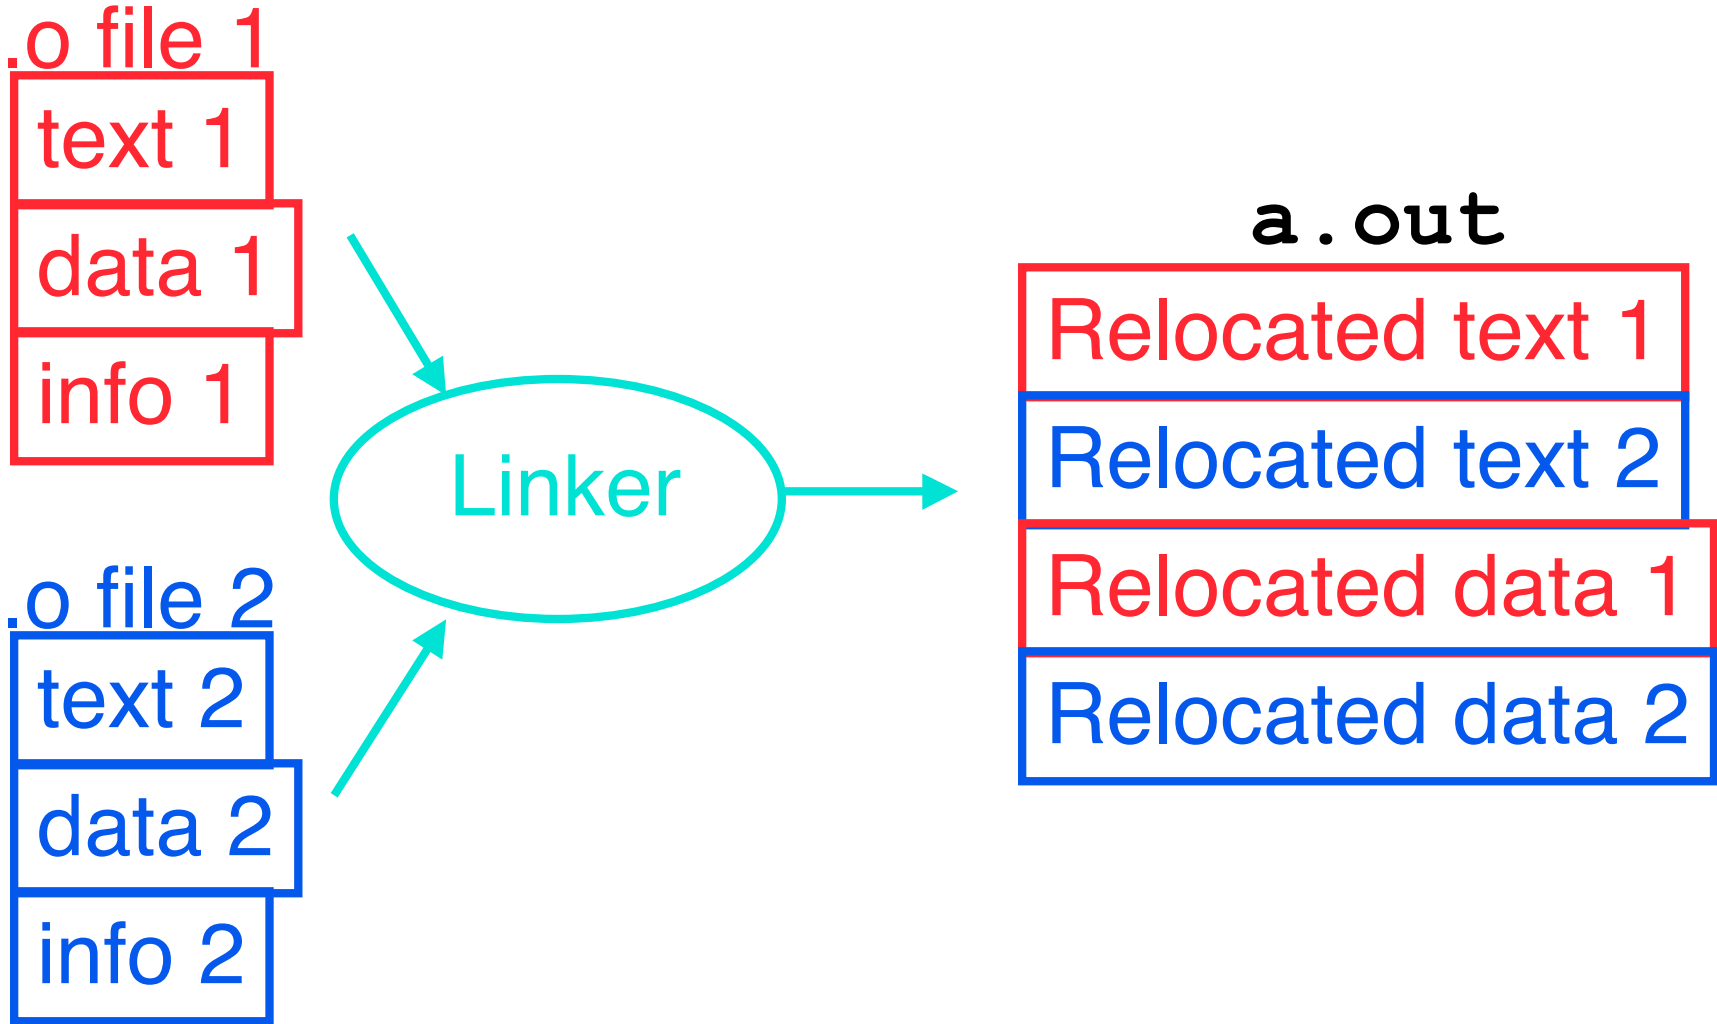 .o file 1
text 1
data 1
info 1
.o file 2
text 2
data 2
info 2
Linker
a.out
Relocated text 1
Relocated text 2
Relocated data 1
Relocated data 2